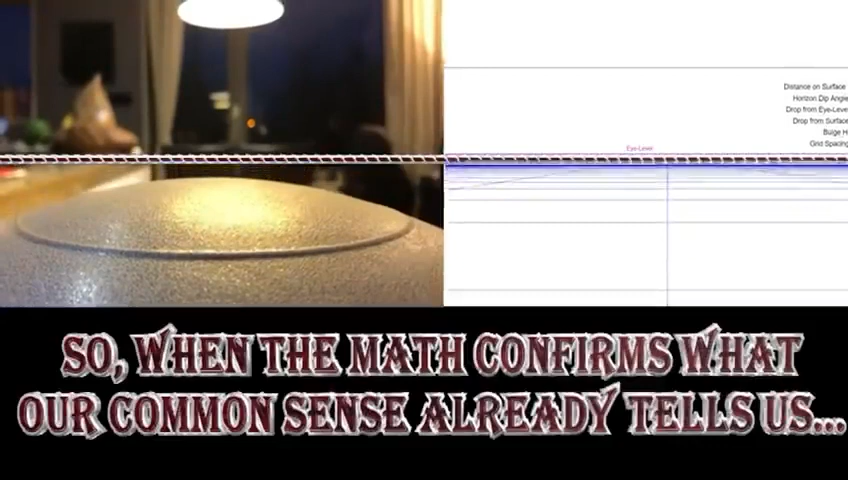 Distance on Surface
Horizon Dip Angle
Drop from Eye-Level
Drop from Surface
Bulge H
Grid Spacing
Eye-Level
SO, WHEN THE MATH CONFIRMS WHAT
OUR COMMON SENSE ALREADY TELLS US...